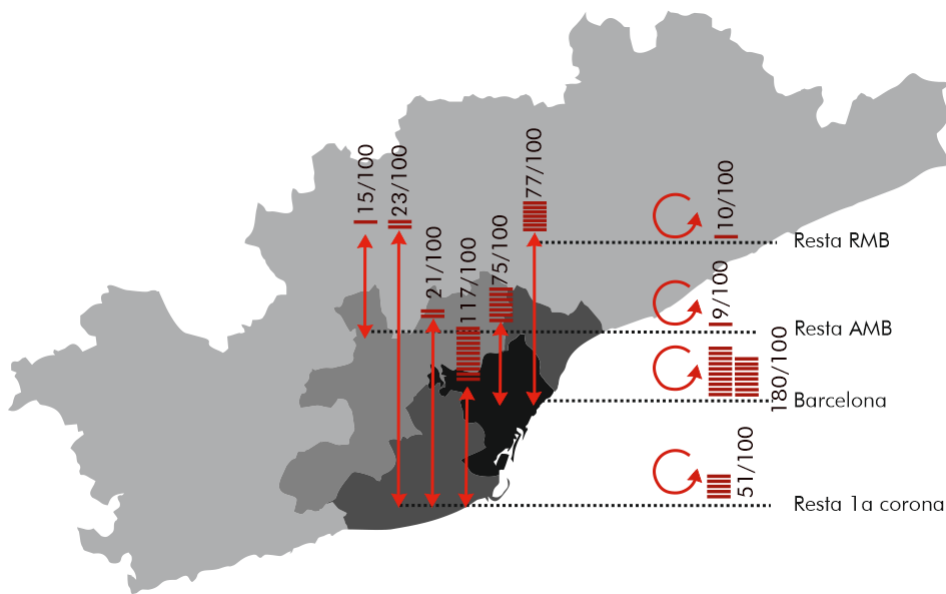 15/100
23/100
21/100
117/100
75/100
77/100
10/100
Resta RMB
9/100
Resta AMB
180/100
Barcelona
51/100
Resta 1a corona